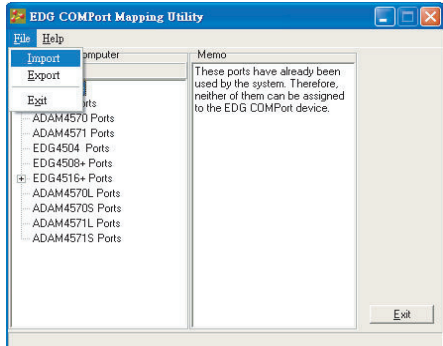 EDG COMPort Mapping Utility
File Help
Import
Export
Exit
Memo
These ports have already been
used by the system. Therefore,
neither of them can be assigned
to the EDG COMPort device.
ADAM4570 Ports
ADAM4571 Ports
EDG4504 Ports
EDG4508+ Ports
EDG4516+ Ports
ADAM4570L Ports
ADAM4570S Ports
ADAM4571L Ports
ADAM4571S Ports
Exit